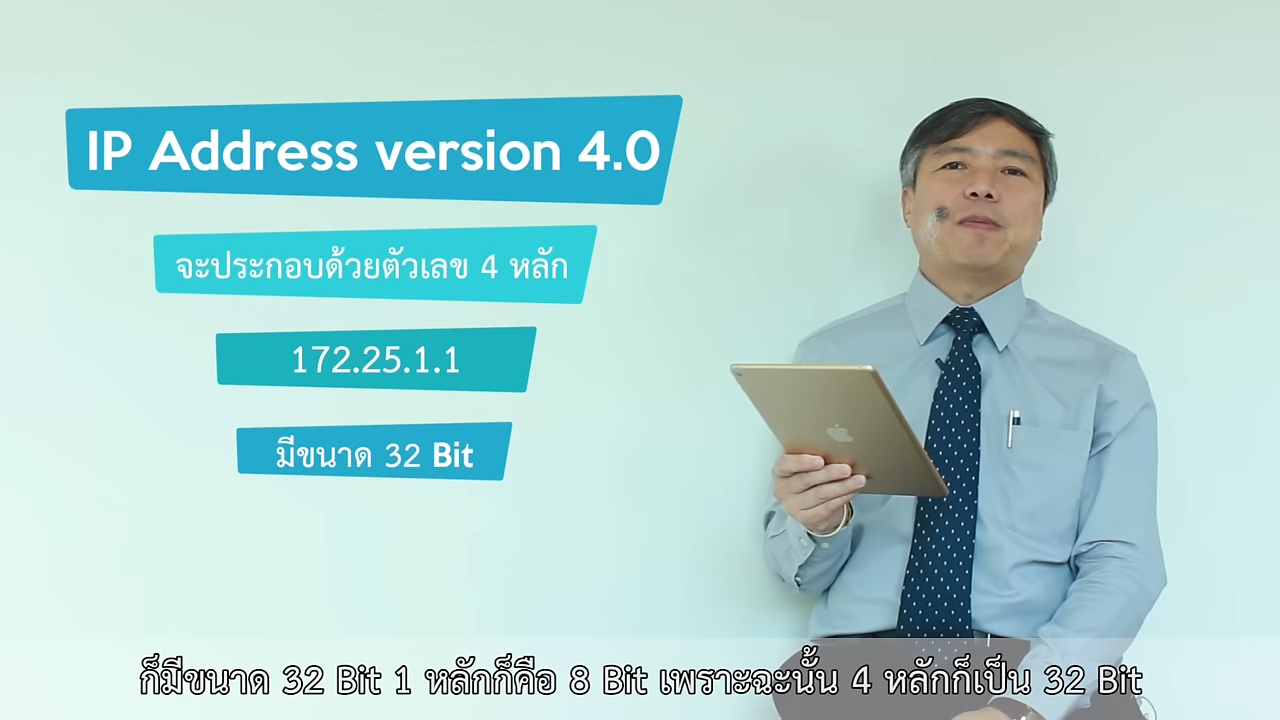 IP Address version 4.0
จะประกอบด้วยตัวเลข 4 หลัก
172.25.1.1
มีขนาด 32 Bit
ก็มีขนาด 32 Bit 1 หลักก็คือ 8 Bit เพราะฉะนั้น 4 หลักก็เป็น 32 Bit